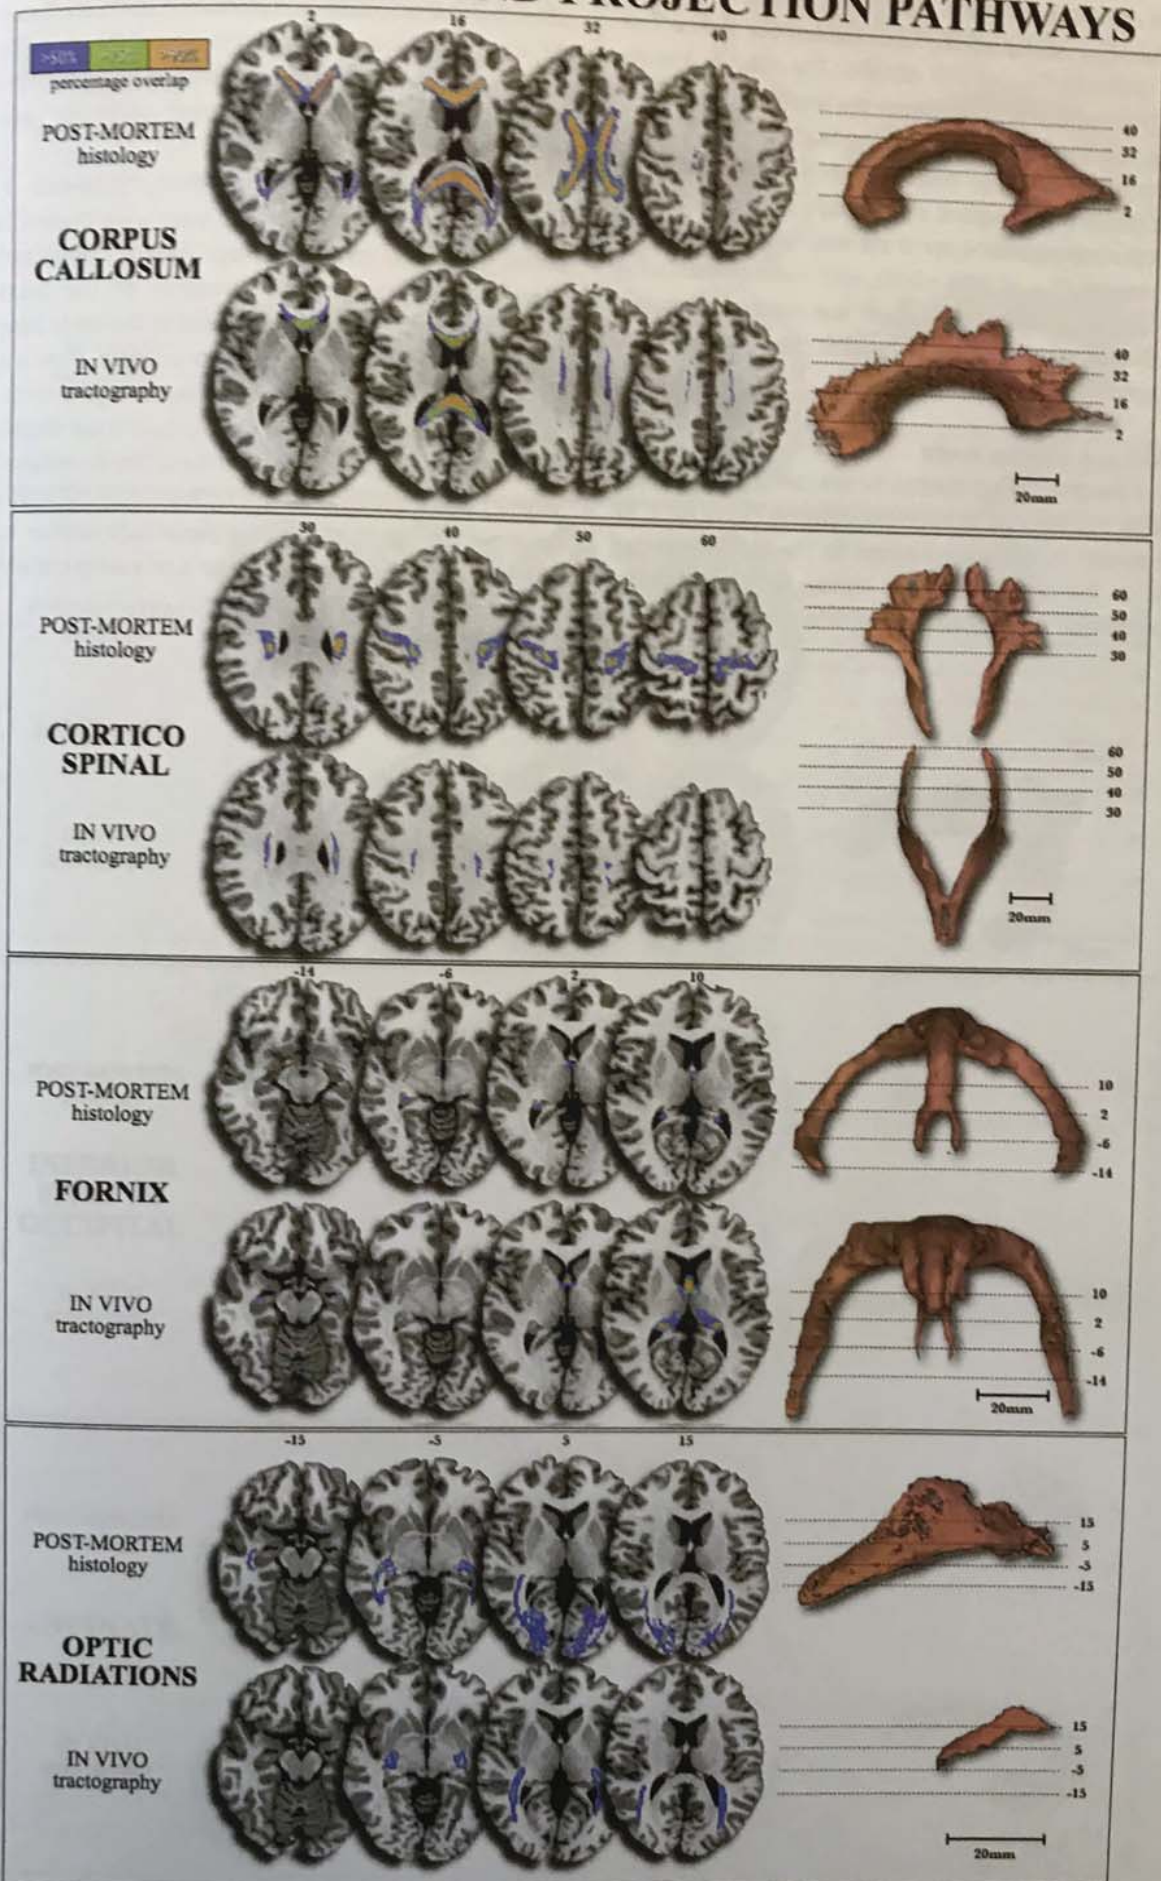 PROJECTION PATHWAYS
2 16 32 40
>50%
percentage overlap
POST-MORTEM
histology
40
32
16
2
CORPUS
CALLOSUM
IN VIVO
tractography
40
32
16
2
20mm
30 40 50 60
POST-MORTEM
histology
60
50
40
30
CORTICO
SPINAL
60
50
40
30
IN VIVO
tractography
20mm
-14 -6 2 10
POST-MORTEM
histology
10
2
-6
-14
FORNIX
IN VIVO
tractography
10
2
-6
-14
20mm
-15 -5 5 15
POST-MORTEM
histology
15
5
-5
-15
OPTIC
RADIATIONS
IN VIVO
tractography
15
5
-5
-15
20mm